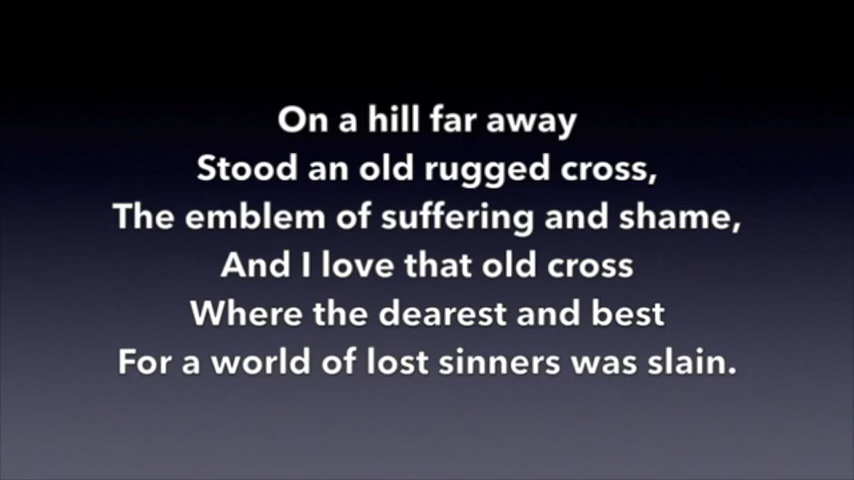 On a hill far away
Stood an old rugged cross,
The emblem of suffering and shame,
And I love that old cross
Where the dearest and best
For a world of lost sinners was slain.